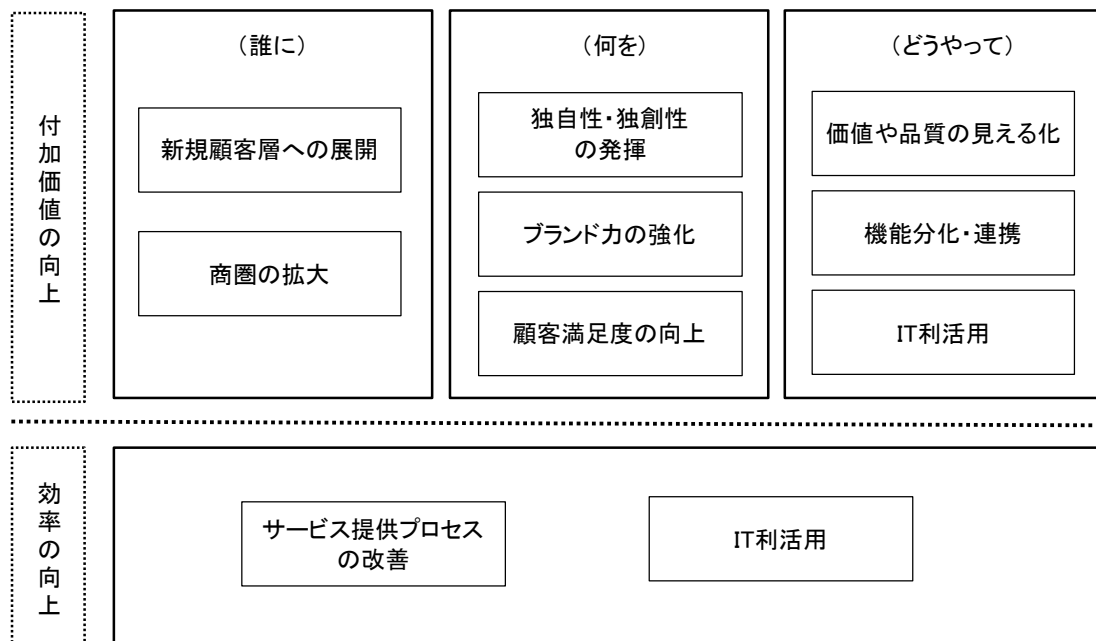 付加価値の向上
(誰に)
新規顧客層への展開
商圏の拡大
(何を)
独自性・独創性
の発揮
ブランド力の強化
顧客満足度の向上
(どうやって)
価値や品質の見える化
機能分化・連携
IT利活用
効率の向上
サービス提供プロセス
の改善
IT利活用